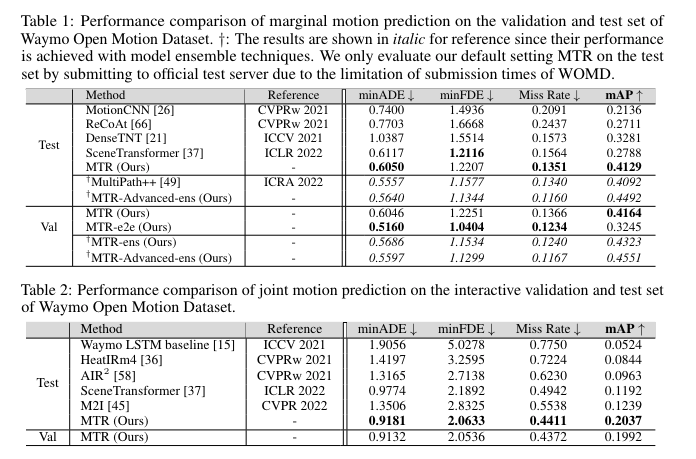 Table 1: Performance comparison of marginal motion prediction on the validation and test set of
Waymo Open Motion Dataset. †: The results are shown in italic for reference since their performance
is achieved with model ensemble techniques. We only evaluate our default setting MTR on the test
set by submitting to official test server due to the limitation of submission times of WOMD.
Method Reference minADE ↓ minFDE ↓ Miss Rate ↓ mAP ↑
Test
MotionCNN [26] CVPRw 2021 0.7400 1.4936 0.2091 0.2136
ReCoAt [66] CVPRw 2021 0.7703 1.6668 0.2437 0.2711
DenseTNT [21] ICCV 2021 1.0387 1.5514 0.1573 0.3281
SceneTransformer [37] ICLR 2022 0.6117 1.2116 0.1564 0.2788
MTR (Ours) - 0.6050 1.2207 0.1351 0.4129
†MultiPath++ [49] ICRA 2022 0.5557 1.1577 0.1340 0.4092
†MTR-Advanced-ens (Ours) - 0.5640 1.1344 0.1160 0.4492
Val
MTR (Ours) - 0.6046 1.2251 0.1366 0.4164
MTR-e2e (Ours) - 0.5160 1.0404 0.1234 0.3245
†MTR-ens (Ours) - 0.5686 1.1534 0.1240 0.4323
†MTR-Advanced-ens (Ours) - 0.5597 1.1299 0.1167 0.4551
Table 2: Performance comparison of joint motion prediction on the interactive validation and test set
of Waymo Open Motion Dataset.
Method Reference minADE ↓ minFDE ↓ Miss Rate ↓ mAP ↑
Test
Waymo LSTM baseline [15] ICCV 2021 1.9056 5.0278 0.7750 0.0524
HeatIRm4 [36] CVPRw 2021 1.4197 3.2595 0.7224 0.0844
AIR² [58] CVPRw 2021 1.3165 2.7138 0.6230 0.0963
SceneTransformer [37] ICLR 2022 0.9774 2.1892 0.4942 0.1192
M2I [45] CVPR 2022 1.3506 2.8325 0.5538 0.1239
MTR (Ours) - 0.9181 2.0633 0.4411 0.2037
Val MTR (Ours) - 0.9132 2.0536 0.4372 0.1992